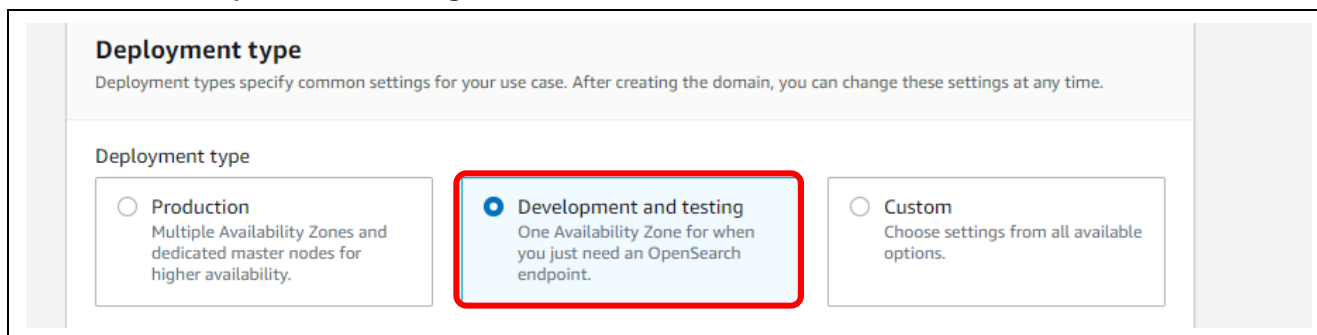 Deployment type
Deployment types specify common settings for your use case. After creating the domain, you can change these settings at any time.
Deployment type
Production
Multiple Availability Zones and
dedicated master nodes for
higher availability.
Development and testing
One Availability Zone for when
you just need an OpenSearch
endpoint.
Custom
Choose settings from all available
options.